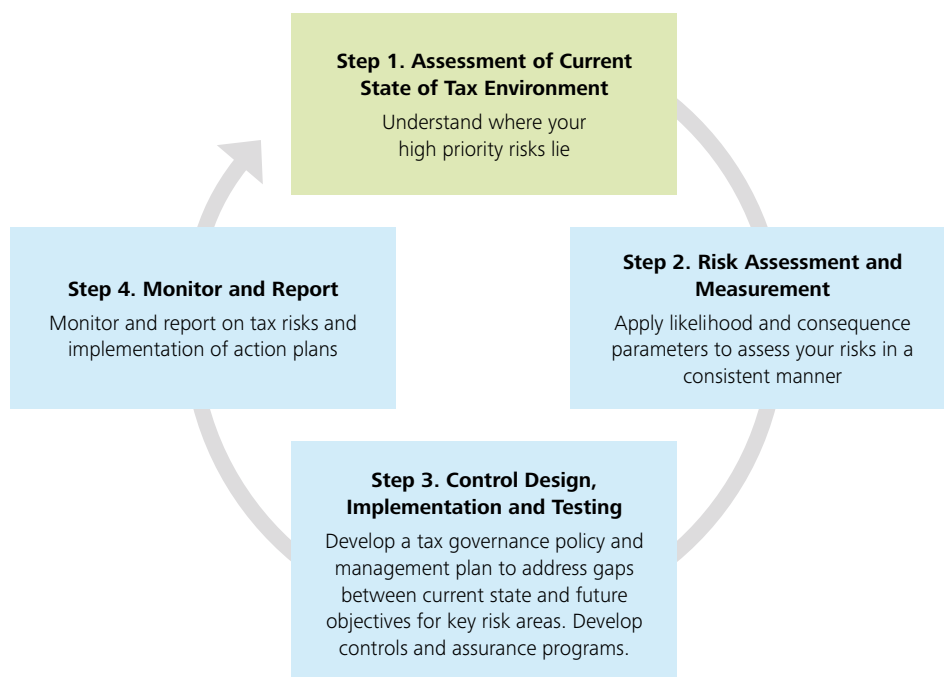 Step 1. Assessment of Current
State of Tax Environment
Understand where your
high priority risks lie
Step 2. Risk Assessment and
Measurement
Apply likelihood and consequence
parameters to assess your risks in a
consistent manner
Step 3. Control Design,
Implementation and Testing
Develop a tax governance policy and
management plan to address gaps
between current state and future
objectives for key risk areas. Develop
controls and assurance programs.
Step 4. Monitor and Report
Monitor and report on tax risks and
implementation of action plans